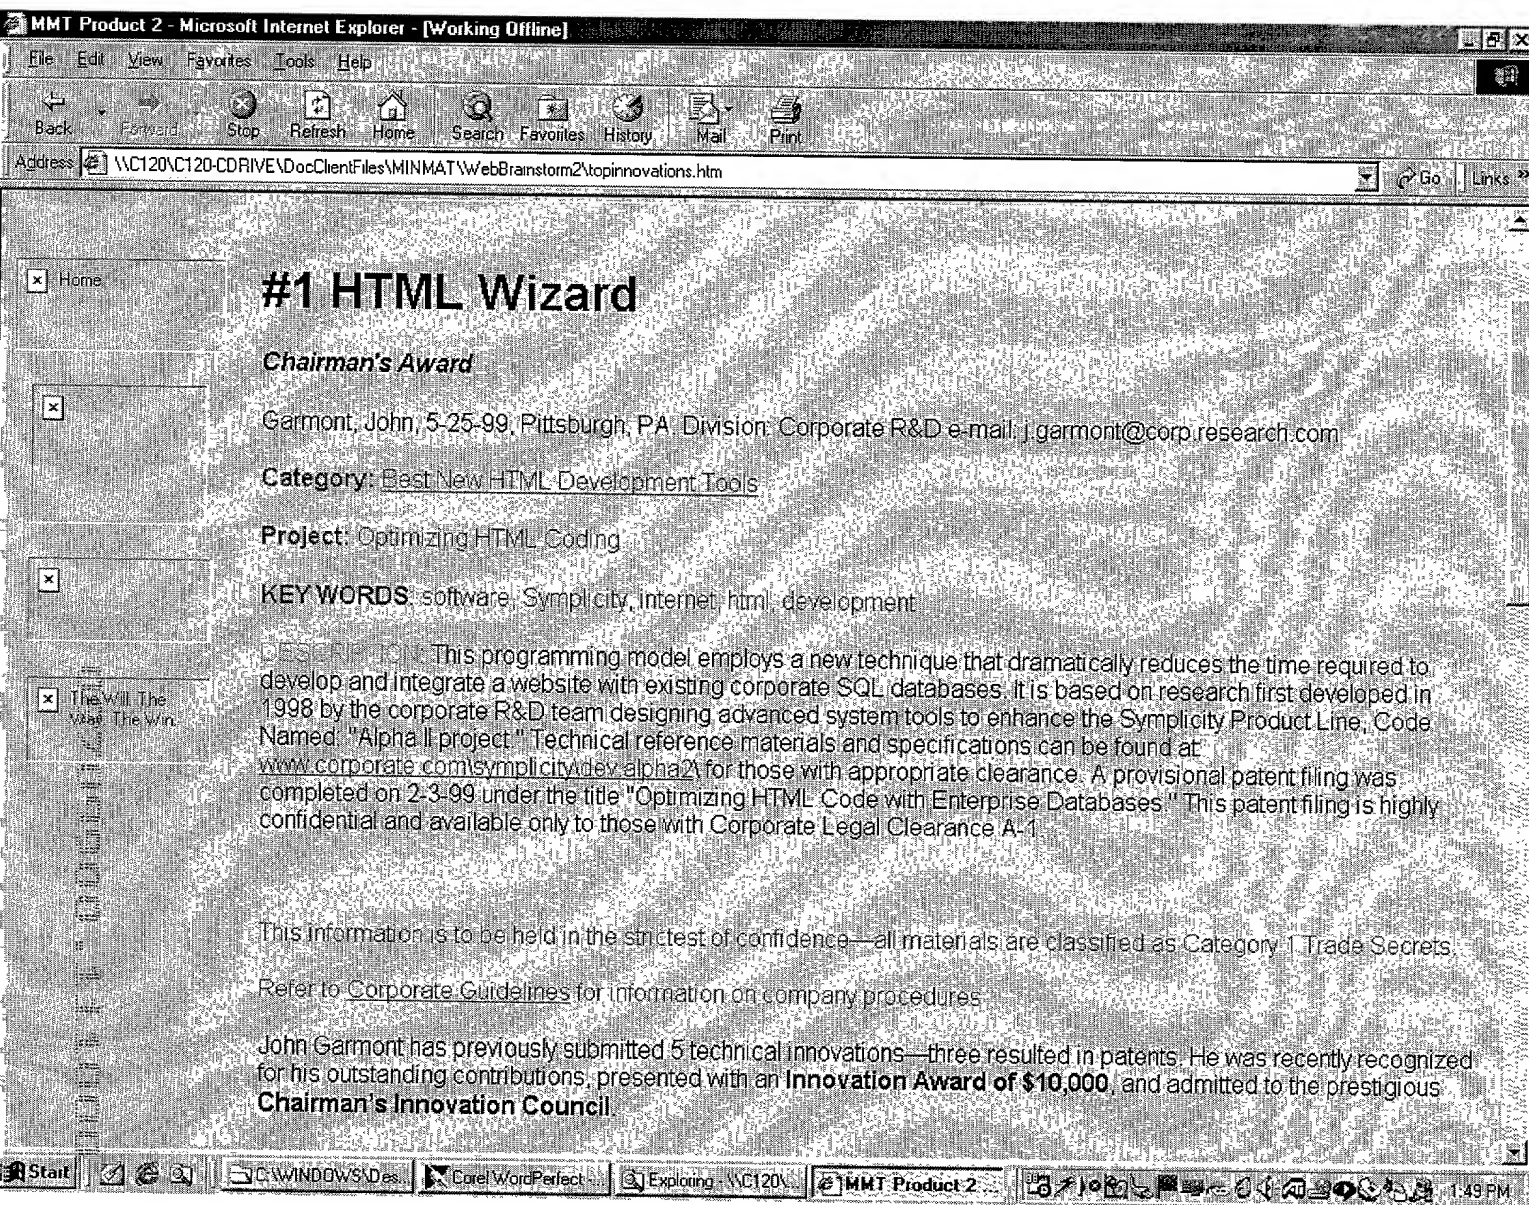 MMT Product 2 - Microsoft Internet Explorer - [Working Offline]
File Edit View Favorites Tools Help
Back Forward Stop Refresh Home Search Favorites History Mail Print
Address \\C120\C120-CDRIVE\DocClientFiles\MINMAT\WebBrainstorm2\topinnovations.htm Go Links »
Home
#1 HTML Wizard
Chairman's Award
Garmont, John, 5-25-99, Pittsburgh, PA. Division: Corporate R&D e-mail: j.garmont@corp.research.com
Category: Best New HTML Development Tools
Project: Optimizing HTML Coding
KEY WORDS: software, Symplicity, internet, html, development
DESCRIPTION: This programming model employs a new technique that dramatically reduces the time required to
develop and integrate a website with existing corporate SQL databases. It is based on research first developed in
1998 by the corporate R&D team designing advanced system tools to enhance the Symplicity Product Line, Code
Named: "Alpha II project." Technical reference materials and specifications can be found at:
www.corporate.com\symplicity\dev.alpha2\ for those with appropriate clearance. A provisional patent filing was
completed on 2-3-99 under the title "Optimizing HTML Code with Enterprise Databases." This patent filing is highly
confidential and available only to those with Corporate Legal Clearance A-1
The Will. The
Way. The Win.
This information is to be held in the strictest of confidence—all materials are classified as Category 1 Trade Secrets.
Refer to Corporate Guidelines for information on company procedures.
John Garmont has previously submitted 5 technical innovations—three resulted in patents. He was recently recognized
for his outstanding contributions, presented with an Innovation Award of $10,000, and admitted to the prestigious
Chairman's Innovation Council.
Start C:\WINDOWS\Des... Corel WordPerfect - ... Exploring - \\C120\... MMT Product 2 ... 1:49 PM